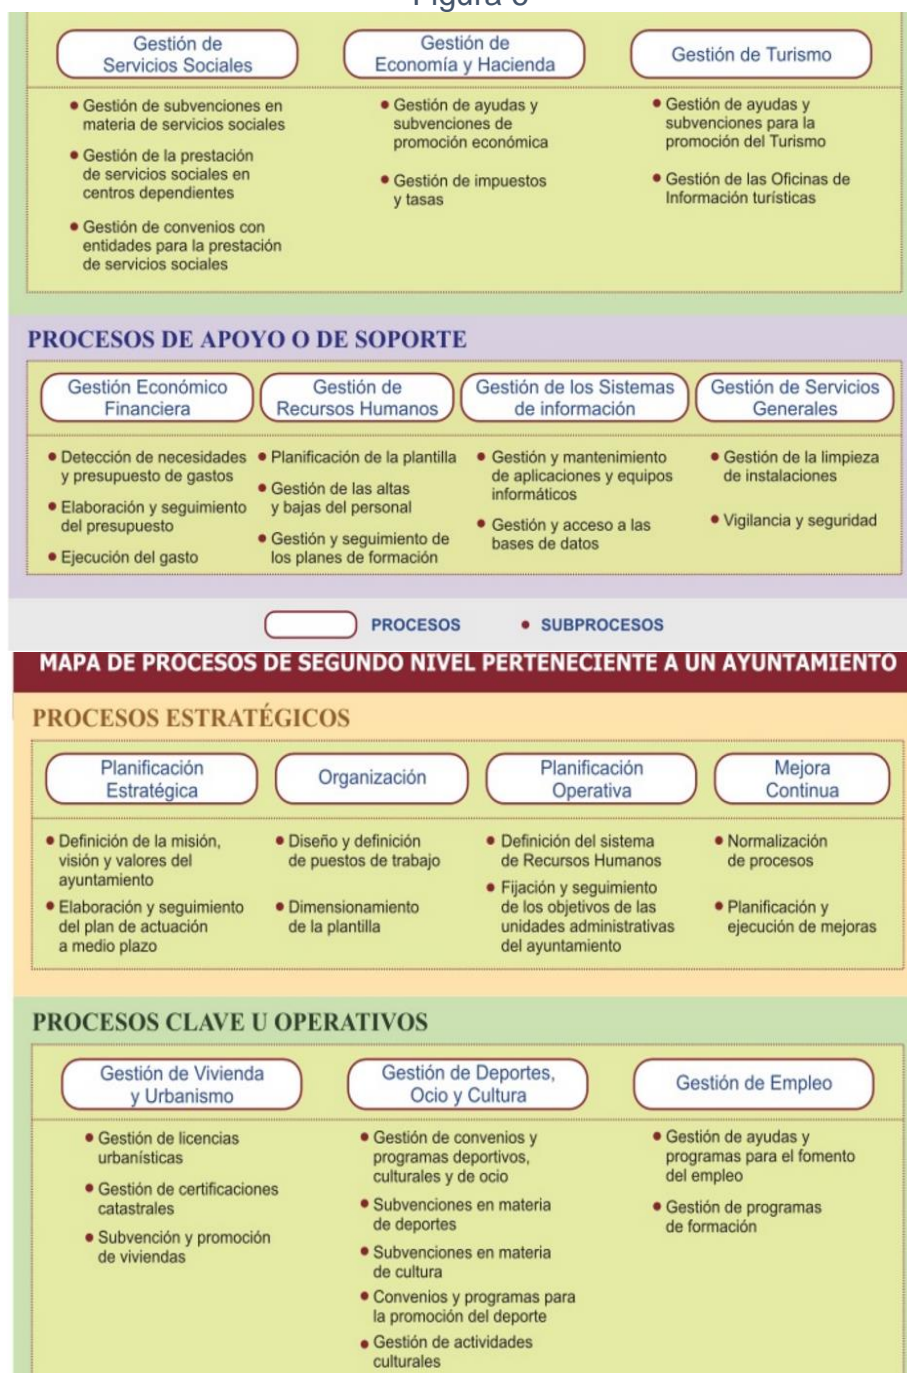 Gestión de
Servicios Sociales
Gestión de
Economía y Hacienda
Gestión de Turismo
Gestión de subvenciones en
materia de servicios sociales
Gestión de la prestación
de servicios sociales en
centros dependientes
Gestión de convenios con
entidades para la prestación
de servicios sociales
Gestión de ayudas y
subvenciones de
promoción económica
Gestión de impuestos
y tasas
Gestión de ayudas y
subvenciones para la
promoción del Turismo
Gestión de las Oficinas de
Información turísticas
PROCESOS DE APOYO O DE SOPORTE
Gestión Económico
Financiera
Gestión de
Recursos Humanos
Gestión de los Sistemas
de información
Gestión de Servicios
Generales
Detección de necesidades
y presupuesto de gastos
Elaboración y seguimiento
del presupuesto
Ejecución del gasto
Planificación de la plantilla
Gestión de las altas
y bajas del personal
Gestión y seguimiento de
los planes de formación
Gestión y mantenimiento
de aplicaciones y equipos
informáticos
Gestión y acceso a las
bases de datos
Gestión de la limpieza
de instalaciones
Vigilancia y seguridad
PROCESOS
SUBPROCESOS
MAPA DE PROCESOS DE SEGUNDO NIVEL PERTENECIENTE A UN AYUNTAMIENTO
PROCESOS ESTRATÉGICOS
Planificación
Estratégica
Organización
Planificación
Operativa
Mejora
Continua
Definición de la misión,
visión y valores del
ayuntamiento
Elaboración y seguimiento
del plan de actuación
a medio plazo
Diseño y definición
de puestos de trabajo
Dimensionamiento
de la plantilla
Definición del sistema
de Recursos Humanos
Fijación y seguimiento
de los objetivos de las
unidades administrativas
del ayuntamiento
Normalización
de procesos
Planificación y
ejecución de mejoras
PROCESOS CLAVE U OPERATIVOS
Gestión de Vivienda
y Urbanismo
Gestión de Deportes,
Ocio y Cultura
Gestión de Empleo
Gestión de licencias
urbanísticas
Gestión de certificaciones
catastrales
Subvención y promoción
de viviendas
Gestión de convenios y
programas deportivos,
culturales y de ocio
Subvenciones en materia
de deportes
Subvenciones en materia
de cultura
Convenios y programas para
la promoción del deporte
Gestión de actividades
culturales
Gestión de ayudas y
programas para el fomento
del empleo
Gestión de programas
de formación